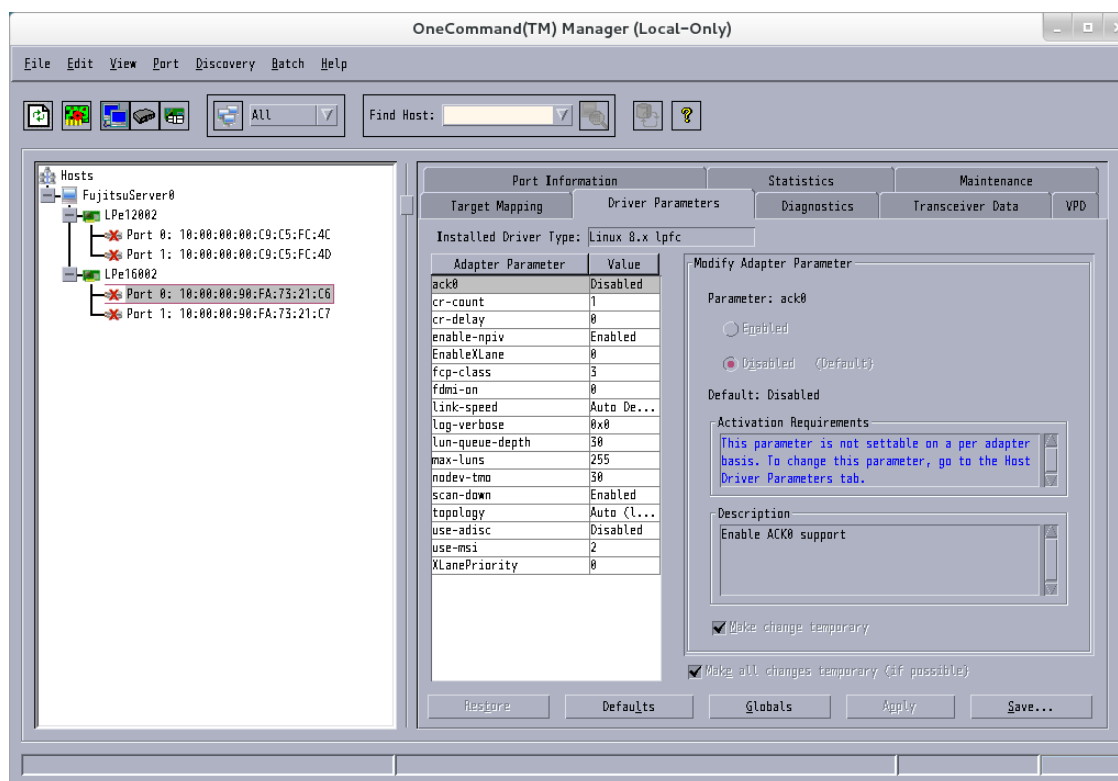 OneCommand(TM) Manager (Local-Only)
File Edit View Port Discovery Batch Help
All
Find Host:
Hosts
FujitsuServer0
LPe12002
Port 0: 10:00:00:00:C9:C5:FC:4C
Port 1: 10:00:00:00:C9:C5:FC:4D
LPe16002
Port 0: 10:00:00:90:FA:73:21:C6
Port 1: 10:00:00:90:FA:73:21:C7
Port Information Statistics Maintenance
Target Mapping Driver Parameters Diagnostics Transceiver Data VPD
Installed Driver Type: Linux 8.x lpfc
Adapter Parameter Value
ack0 Disabled
cr-count 1
cr-delay 0
enable-npiv Enabled
EnableXLane 0
fcp-class 3
fdmi-on 0
link-speed Auto De...
log-verbose 0x0
lun-queue-depth 30
max-luns 255
nodev-tmo 30
scan-down Enabled
topology Auto (l...
use-adisc Disabled
use-msi 2
XLanePriority 0
Modify Adapter Parameter
Parameter: ack0
Enabled
Disabled (Default)
Default: Disabled
Activation Requirements
This parameter is not settable on a per adapter
basis. To change this parameter, go to the Host
Driver Parameters tab.
Description
Enable ACK0 support
Make change temporary
Make all changes temporary (if possible)
Restore Defaults Globals Apply Save...